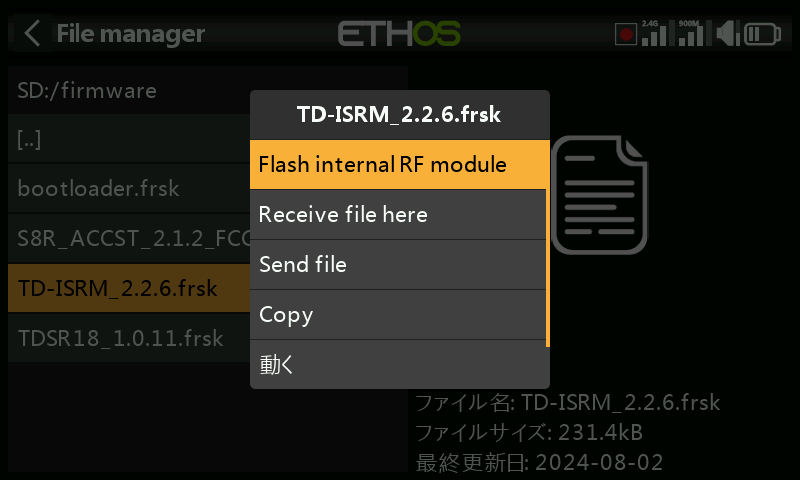 File manager
ETHOS
2.4G
900M
SD:/firmware
[..]
bootloader.frsk
S8R_ACCST_2.1.2_FCC
TD-ISRM_2.2.6.frsk
TDSR18_1.0.11.frsk
TD-ISRM_2.2.6.frsk
Flash internal RF module
Receive file here
Send file
Copy
動く
ファイル名: TD-ISRM_2.2.6.frsk
ファイルサイズ: 231.4kB
最終更新日: 2024-08-02